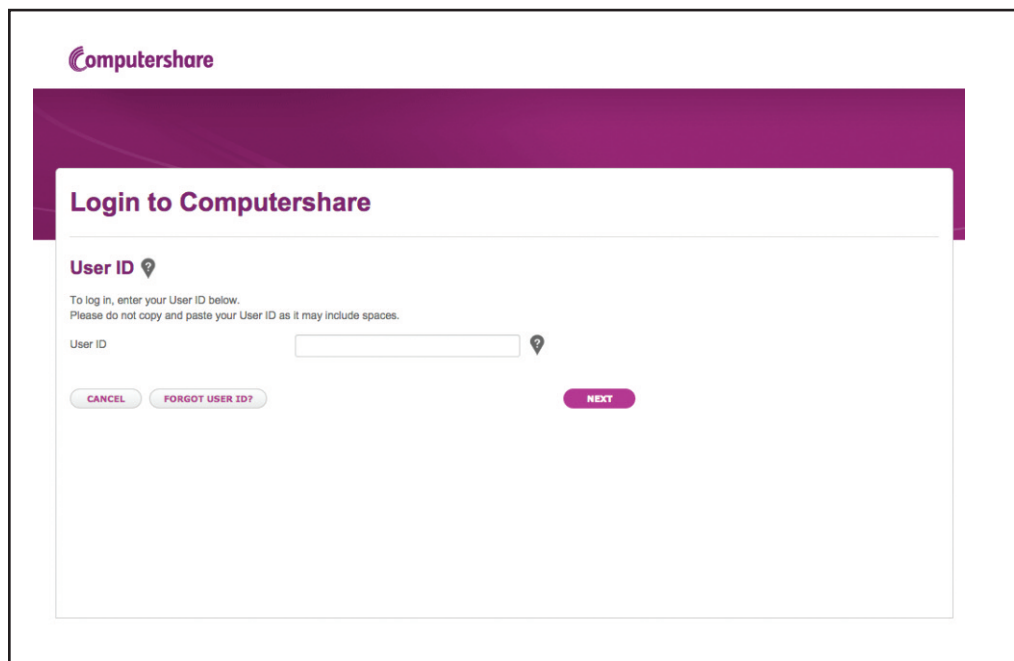 Computershare
Login to Computershare
User ID ?
To log in, enter your User ID below.
Please do not copy and paste your User ID as it may include spaces.
User ID ?
CANCEL FORGOT USER ID? NEXT